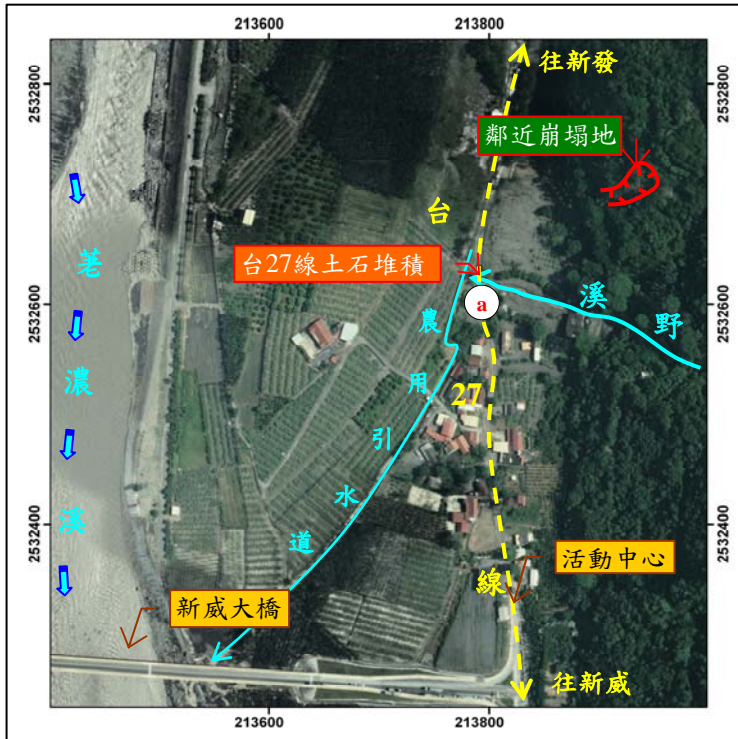 213600
213800
2532800
2532800
往新發
鄰近崩塌地
台
27
線
台27線土石堆積
a
野溪
荖濃溪
農用引水道
2532600
2532600
2532400
2532400
活動中心
新威大橋
往新威
213600
213800